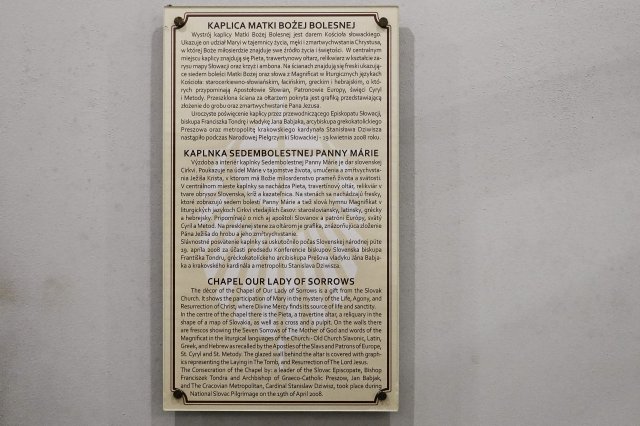 KAPLICA MATKI BOŻEJ BOLESNEJ
Wystrój kaplicy Matki Bożej Bolesnej jest darem Kościoła słowackiego.
Ukazuje on udział Maryi w tajemnicy życia, męki i zmartwychwstania Chrystusa,
w której Boże miłosierdzie znajduje swe źródło życia i świętości. W centralnym
miejscu kaplicy znajdują się Pieta, trawertynowy ołtarz, relikwiarz w kształcie zary-
su mapy Słowacji oraz krzyż i ambona. Na ścianach znajdują się freski ukazują-
ce siedem boleści Matki Bożej oraz słowa z Magnificat w liturgicznych językach
Kościoła: starocerkiewno-słowiańskim, łacińskim, greckim i hebrajskim, o któ-
rych przypominają Apostołowie Słowian, Patronowie Europy, święci Cyryl
i Metody. Przeszklona ściana za ołtarzem pokryta jest grafiką przedstawiającą
złożenie do grobu oraz zmartwychwstanie Pana Jezusa.
Uroczyste poświęcenie kaplicy przez przewodniczącego Episkopatu Słowacji,
biskupa Franciszka Tondrę i władykę Jána Babjaka, arcybiskupa grekokatolickiego
Preszowa oraz metropolitę krakowskiego kardynała Stanisława Dziwisza
nastąpiło podczas Narodowej Pielgrzymki Słowackiej - 19 kwietnia 2008 roku.
KAPLNKA SEDEMBOLESTNEJ PANNY MÁRIE
Výzdoba a interiér kaplnky Sedembolestnej Panny Márie je dar slovenskej
Cirkvi. Poukazuje na údel Márie v tajomstve života, umučenia a zmŕtvychvsta-
nia Ježiša Krista, v ktorom má Božie milosrdenstvo prameň života a svätosti.
V centrálnom mieste kaplnky sa nachádza Pieta, travertínový oltár, relikviár v
tvare obrysov Slovenska, kríž a kazateľnica. Na stenách sa nachádzajú fresky,
ktoré zobrazujú sedem bolestí Panny Márie a tiež slová hymnu Magnificat v
liturgických jazykoch Cirkvi vtedajších časov: staroslovansky, latinsky, grécky
a hebrejsky. Pripomínajú o nich aj apoštoli Slovanov a patróni Európy, svätý
Cyril a Metod. Na presklenej stene za oltárom je grafika, znázorňujúca zloženie
Pána Ježiša do hrobu a jeho zmŕtvychvstanie.
Slávnostné posvätenie kaplnky sa uskutočnilo počas Slovenskej národnej púte
19. apríla 2008 za účasti predsedu Konferencie biskupov Slovenska biskupa
Františka Tondru, gréckokatolíckeho arcibiskupa Prešova vladyku Jána Babja-
ka a krakovského kardinála a metropolitu Stanislava Dziwisza.
CHAPEL OUR LADY OF SORROWS
The décor of the Chapel of Our Lady of Sorrows is a gift from the Slovak
Church. It shows the participation of Mary in the mystery of the Life, Agony, and
Resurrection of Christ; where Divine Mercy finds its source of life and sanctity.
In the centre of the chapel there is the Pieta, a travertine altar, a reliquary in the
shape of a map of Slovakia, as well as a cross and a pulpit. On the walls there
are frescos showing the Seven Sorrows of The Mother of God and words of the
Magnificat in the liturgical languages of the Church - Old Church Slavonic, Latin,
Greek, and Hebrew as recalled by the Apostles of the Slavs and Patrons of Europe,
St. Cyryl and St. Metody. The glazed wall behind the altar is covered with graph-
ics representing the Laying in The Tomb, and Resurrection of The Lord Jesus.
The Consecration of the Chapel by: a leader of the Slovac Episcopate, Bishop
Franciszek Tondra and Archbishop of Graeco-Catholic Preszow, Jan Babjak,
and The Cracovian Metropolitan, Cardinal Stanislaw Dziwisz, took place during
National Slovac Pilgrimage on the 19th of April 2008.